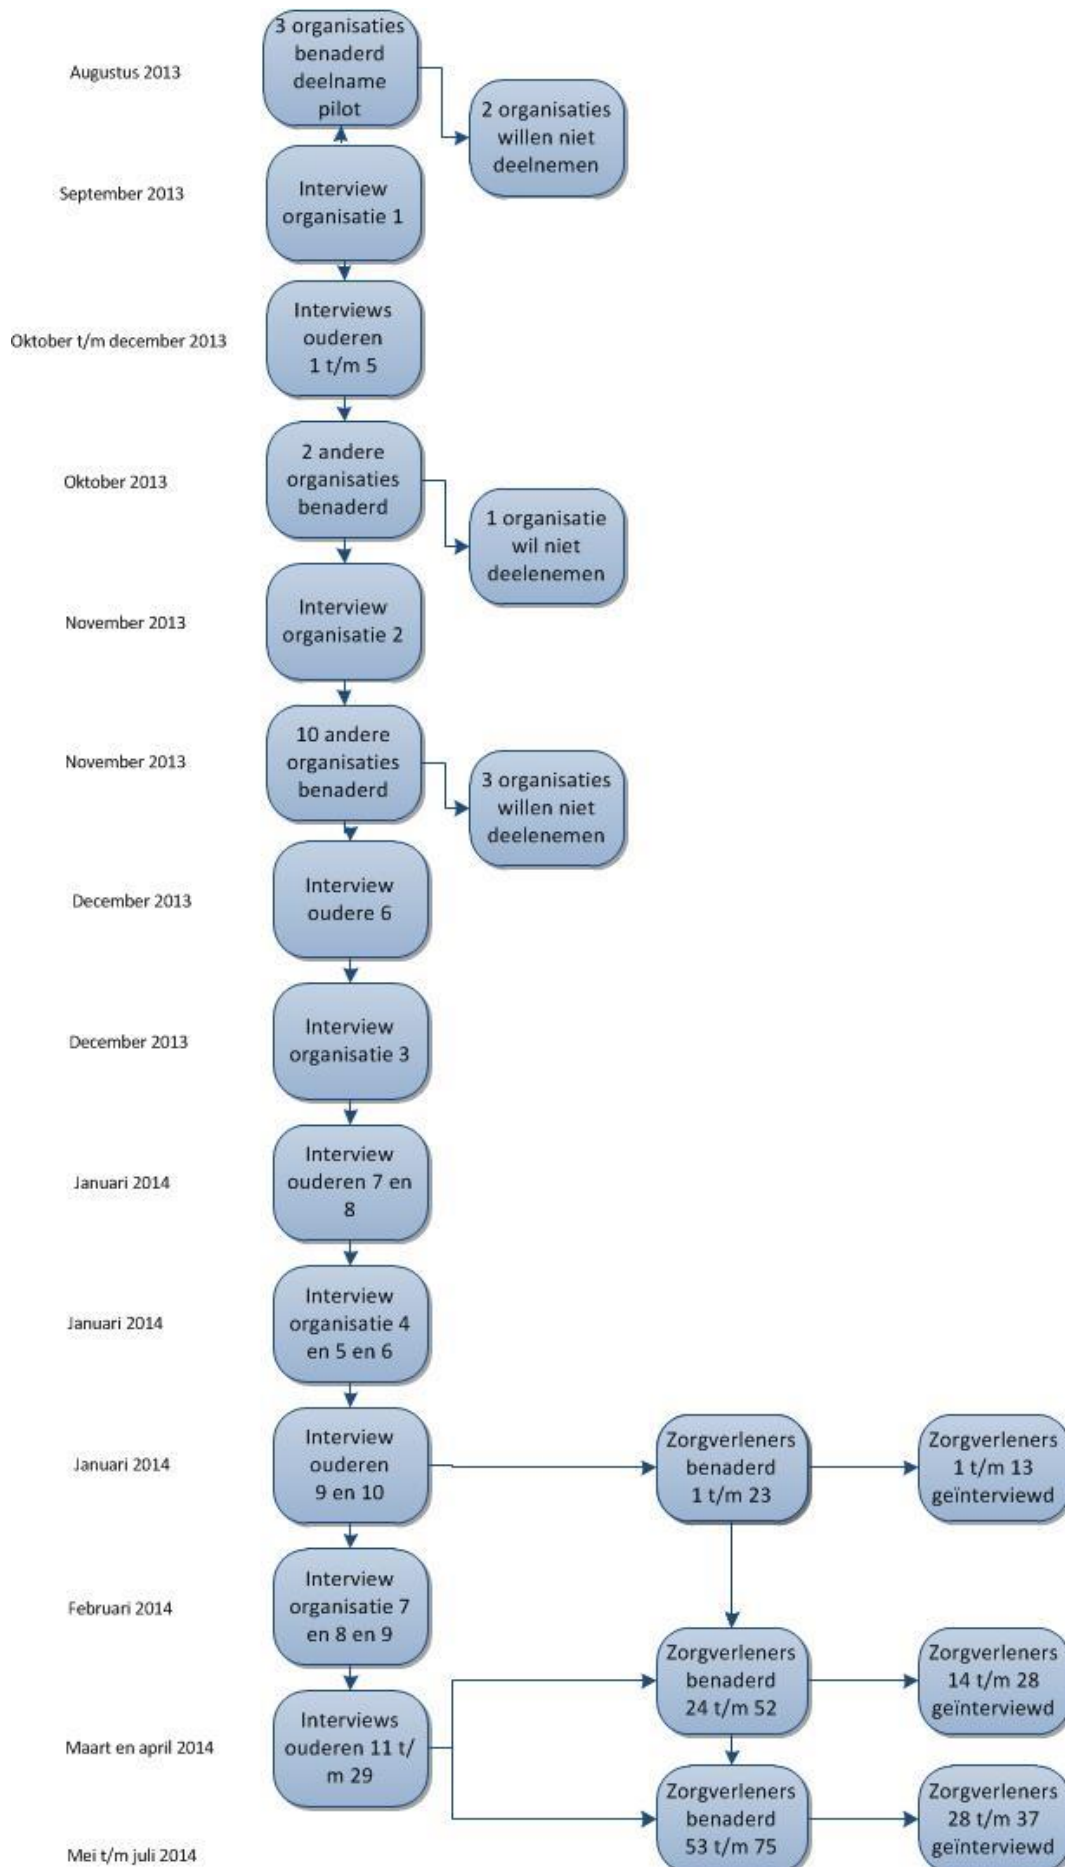 3 organisaties
benaderd
deelname
pilot
Augustus 2013
2 organisaties
willen niet
deelnemen
September 2013
Interview
organisatie 1
Oktober t/m december 2013
Interviews
ouderen
1 t/m 5
Oktober 2013
2 andere
organisaties
benaderd
1 organisatie
wil niet
deelenemen
November 2013
Interview
organisatie 2
November 2013
10 andere
organisaties
benaderd
3 organisaties
willen niet
deelenemen
December 2013
Interview
oudere 6
December 2013
Interview
organisatie 3
Januari 2014
Interview
ouderen 7 en
8
Januari 2014
Interview
organisatie 4
en 5 en 6
Januari 2014
Interview
ouderen
9 en 10
Zorgverleners
benaderd
1 t/m 23
Zorgverleners
1 t/m 13
geïnterviewd
Februari 2014
Interview
organisatie 7
en 8 en 9
Zorgverleners
benaderd
24 t/m 52
Zorgverleners
14 t/m 28
geïnterviewd
Maart en april 2014
Interviews
ouderen 11 t/
m 29
Zorgverleners
benaderd
53 t/m 75
Zorgverleners
28 t/m 37
geïnterviewd
Mei t/m juli 2014